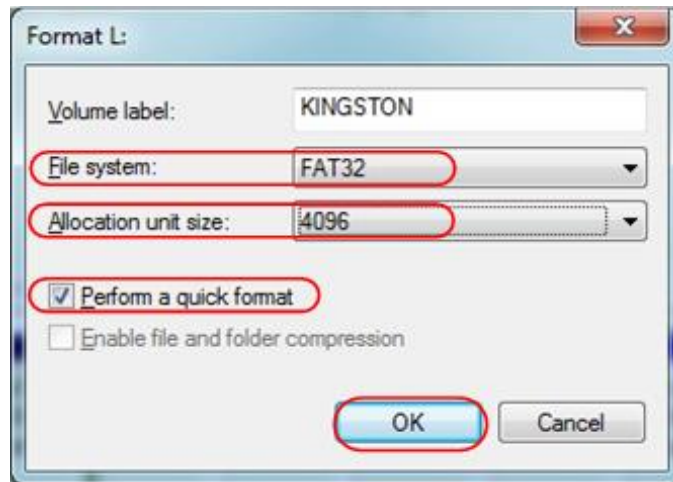 Format L:
Volume label: KINGSTON
File system: FAT32
Allocation unit size: 4096
Perform a quick format
Enable file and folder compression
OK Cancel